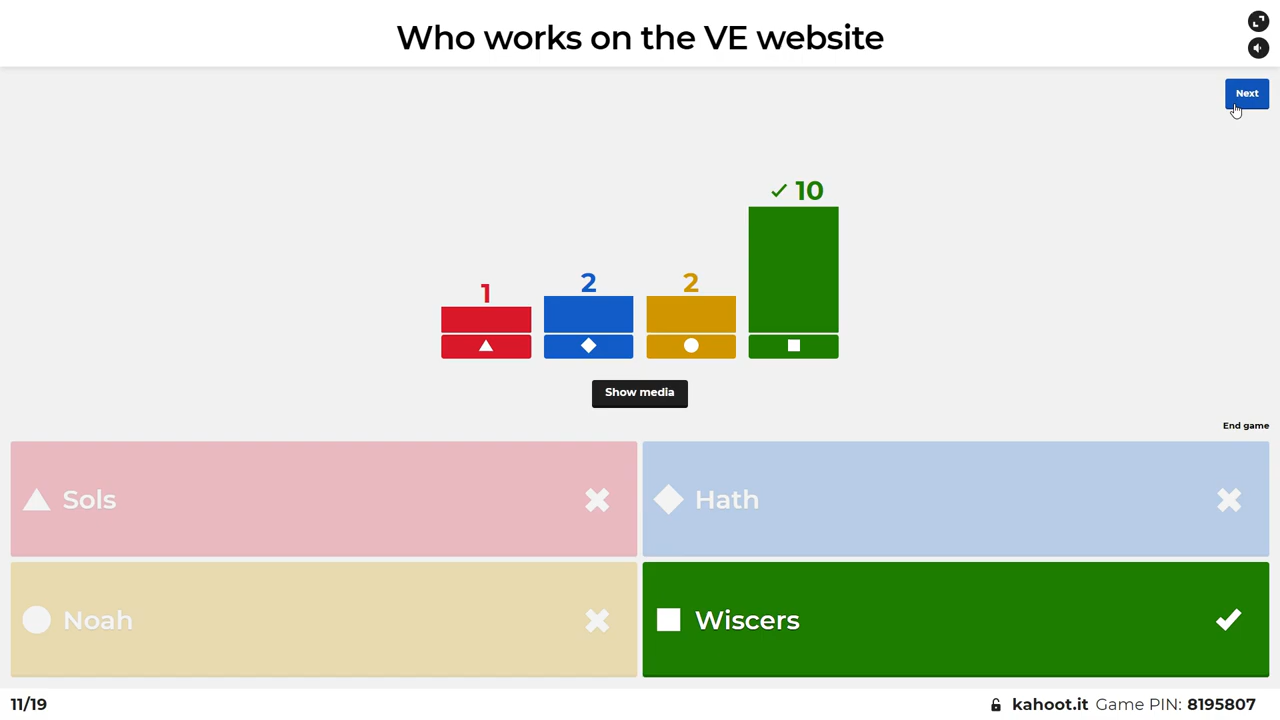 Who works on the VE website
Next
1
2
2
10
Show media
End game
Sols
Hath
Noah
Wiscers
11/19
kahoot.it Game PIN: 8195807